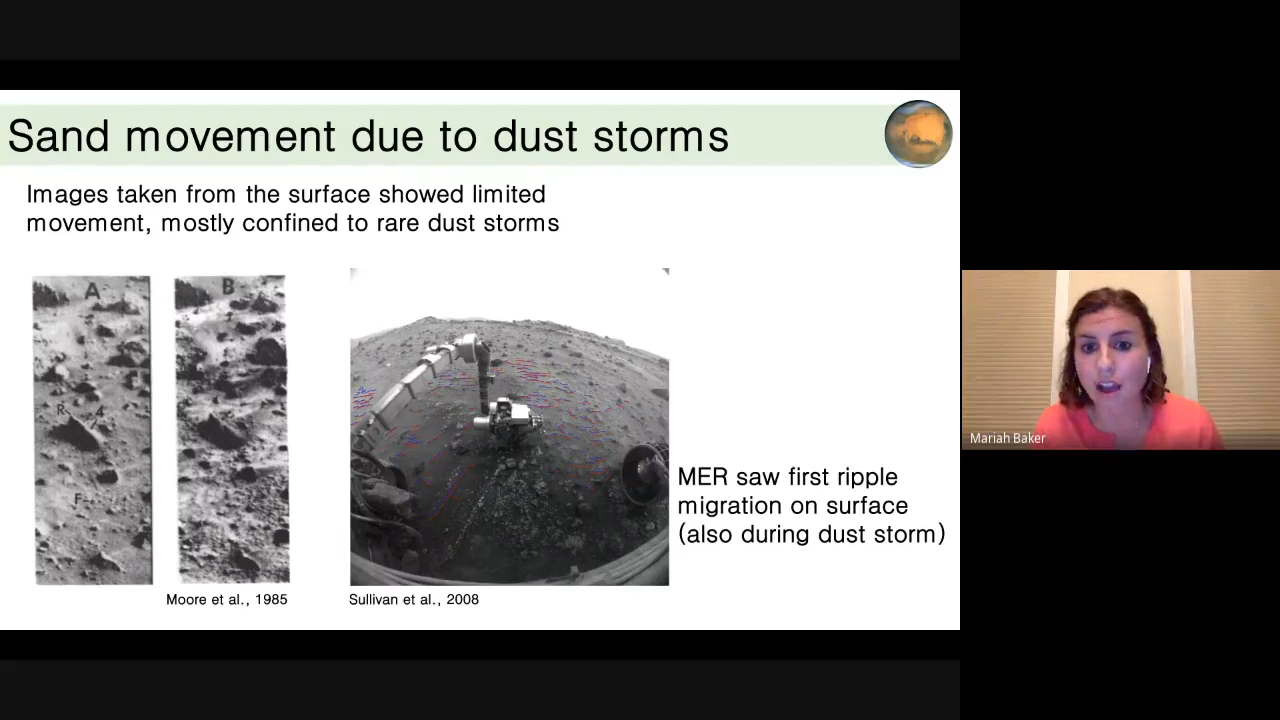 Sand movement due to dust storms
Images taken from the surface showed limited
movement, mostly confined to rare dust storms
A
B
R
4
F
MER saw first ripple
migration on surface
(also during dust storm)
Moore et al., 1985
Sullivan et al., 2008
Mariah Baker